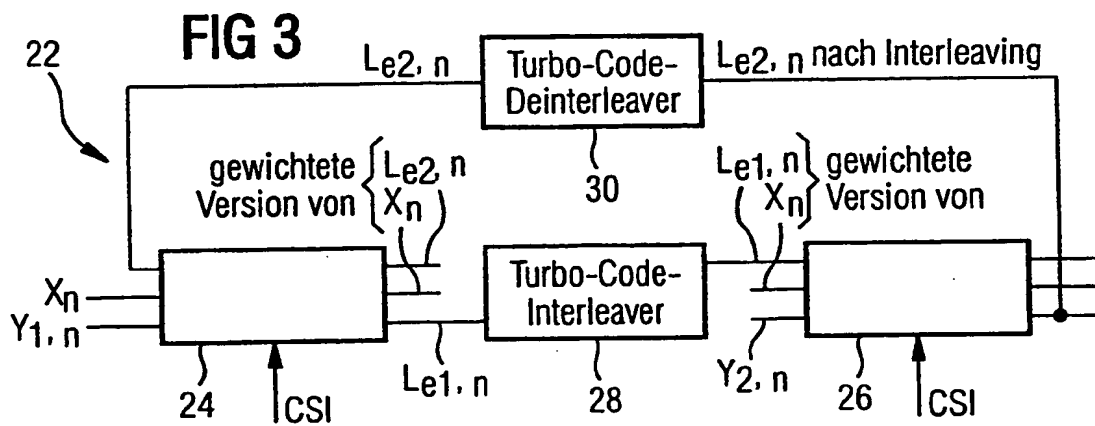 FIG 3
22
Le2, n
Turbo-Code-
Deinterleaver
Le2, n nach Interleaving
30
gewichtete
Version von
Le2, n
Xn
Le1, n
Xn
gewichtete
Version von
Xn
Y1, n
Turbo-Code-
Interleaver
24
CSI
Le1, n
28
Y2, n
26
CSI